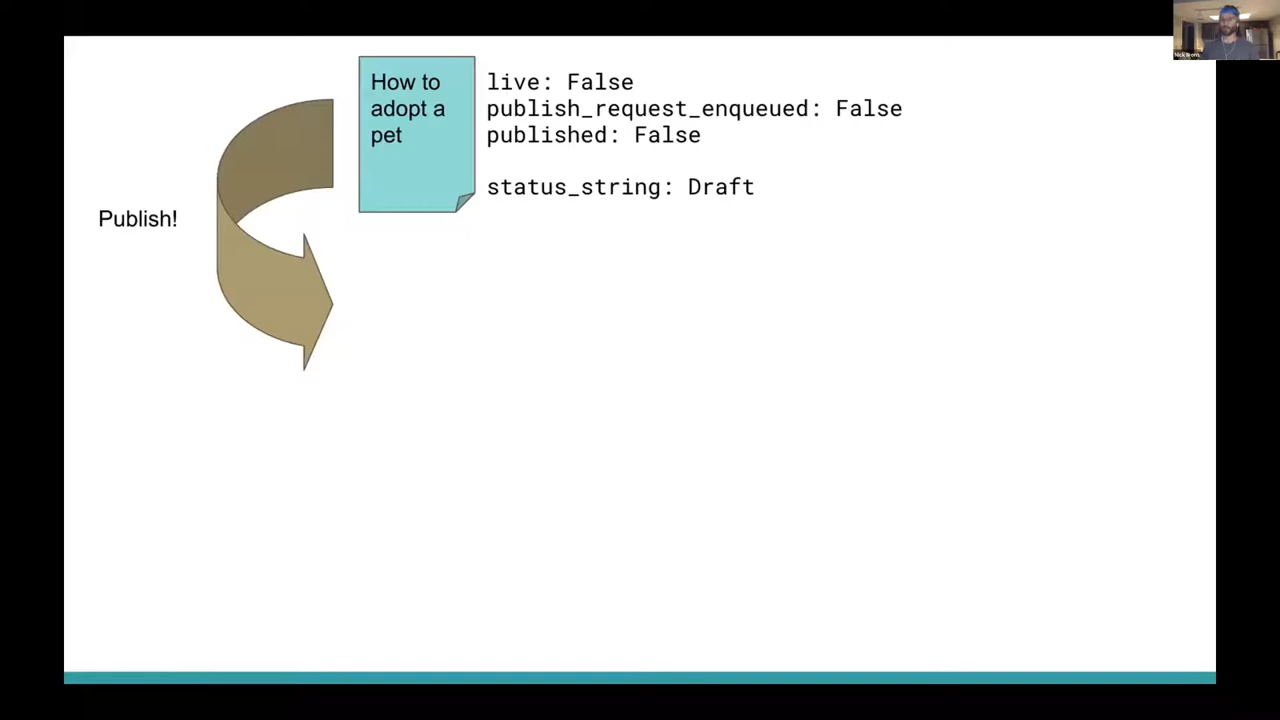 How to
adopt a
pet
live: False
publish_request_enqueued: False
published: False
status_string: Draft
Publish!